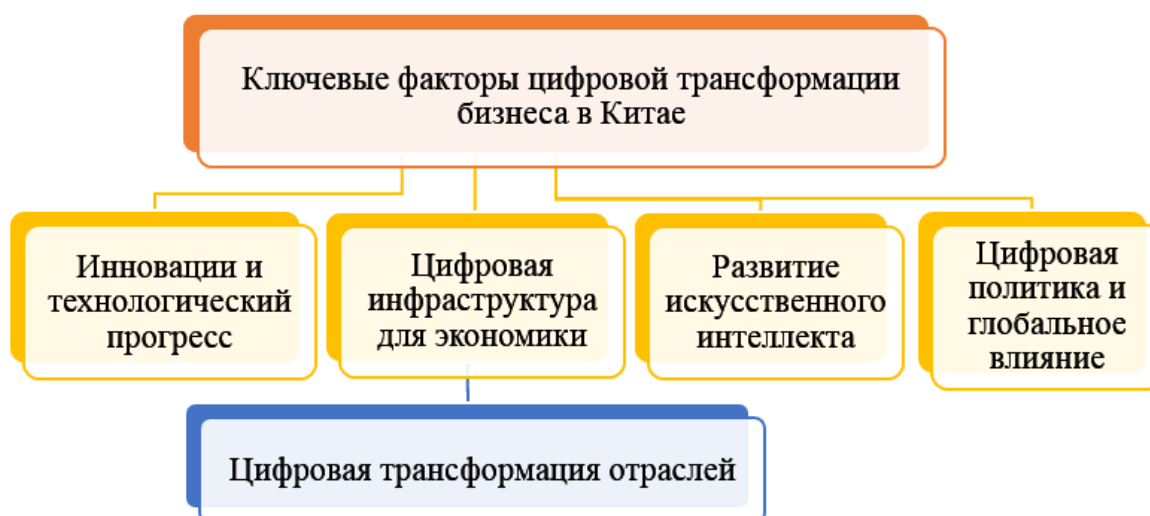 Ключевые факторы цифровой трансформации
бизнеса в Китае
Инновации и
технологический
прогресс
Цифровая
инфраструктура
для экономики
Развитие
искусственного
интеллекта
Цифровая
политика и
глобальное
влияние
Цифровая трансформация отраслей